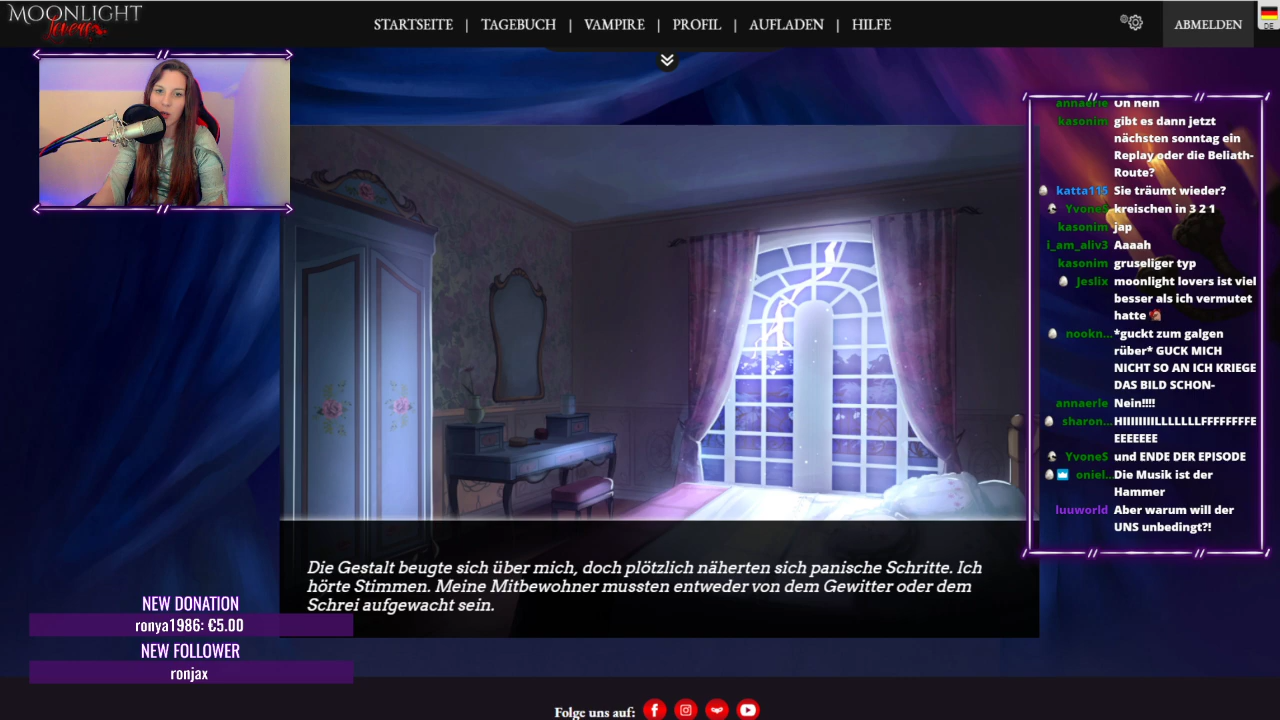 MOONLIGHT
Lovers
STARTSEITE | TAGEBUCH | VAMPIRE | PROFIL | AUFLADEN | HILFE
ABMELDEN
DE
annaerle Oh nein
kasonim gibt es dann jetzt
nächsten sonntag ein
Replay oder die Beliath-
Route?
katta115 Sie träumt wieder?
YvoneS kreischen in 3 2 1
kasonim jap
i_am_aliv3 Aaaah
kasonim gruseliger typ
Jeslix moonlight lovers ist viel
besser als ich vermutet
hatte
nookn... *guckt zum galgen
rüber* GUCK MICH
NICHT SO AN ICH KRIEGE
DAS BILD SCHON-
annaerle Nein!!!!
sharon... HIIIIIIIILLLLLLLFFFFFFFFE
EEEEEEE
YvoneS und ENDE DER EPISODE
oniel... Die Musik ist der
Hammer
luuworld Aber warum will der
UNS unbedingt?!
Die Gestalt beugte sich über mich, doch plötzlich näherten sich panische Schritte. Ich
hörte Stimmen. Meine Mitbewohner mussten entweder von dem Gewitter oder dem
Schrei aufgewacht sein.
NEW DONATION
ronya1986: €5.00
NEW FOLLOWER
ronjax
Folge uns auf: